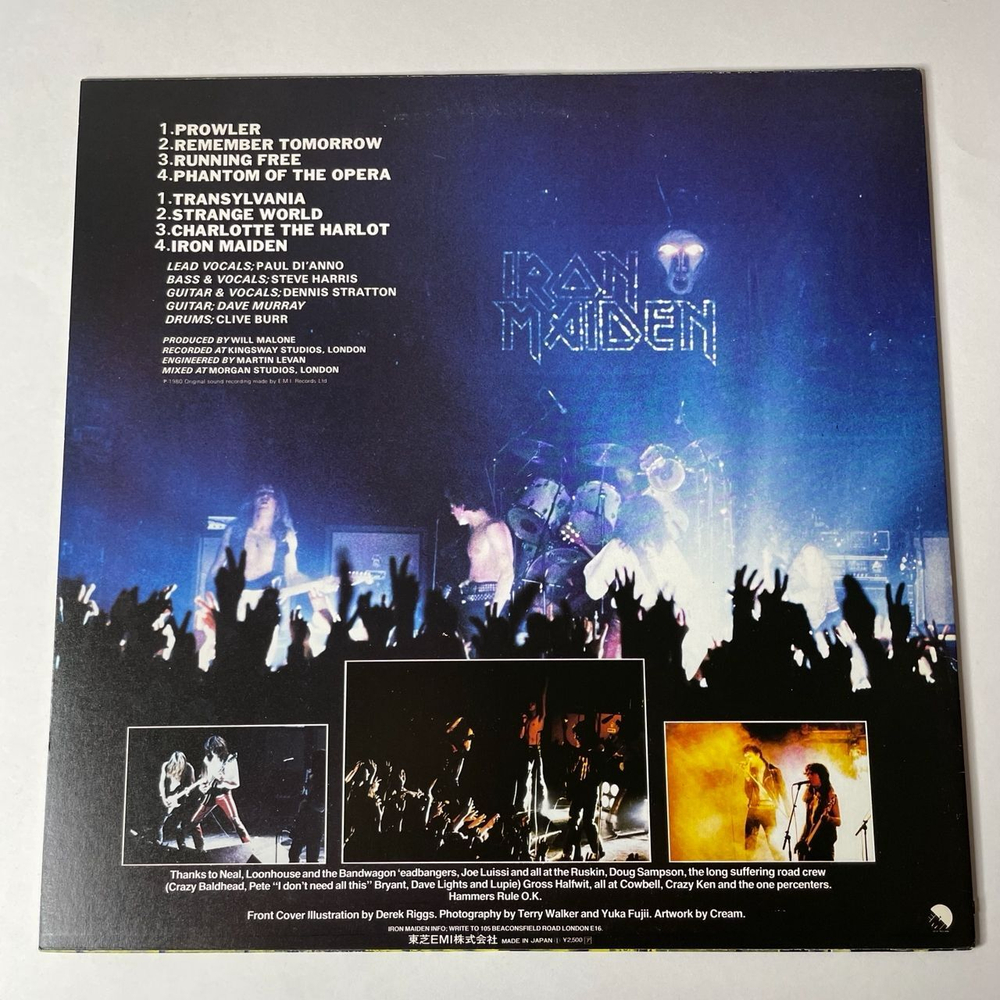 1.PROWLER
2.REMEMBER TOMORROW
3.RUNNING FREE
4.PHANTOM OF THE OPERA
1.TRANSYLVANIA
2.STRANGE WORLD
3.CHARLOTTE THE HARLOT
4.IRON MAIDEN
LEAD VOCALS; PAUL DI'ANNO
BASS & VOCALS; STEVE HARRIS
GUITAR & VOCALS; DENNIS STRATTON
GUITAR; DAVE MURRAY
DRUMS; CLIVE BURR
PRODUCED BY WILL MALONE
RECORDED AT KINGSWAY STUDIOS, LONDON
ENGINEERED BY MARTIN LEVAN
MIXED AT MORGAN STUDIOS, LONDON
℗ 1980 Original sound recording made by E M I Records Ltd
IRON
MAIDEN
Thanks to Neal, Loonhouse and the Bandwagon 'eadbangers, Joe Luissi and all at the Ruskin, Doug Sampson, the long suffering road crew
(Crazy Baldhead, Pete "I don't need all this" Bryant, Dave Lights and Lupie) Gross Halfwit, all at Cowbell, Crazy Ken and the one percenters.
Hammers Rule O.K.
Front Cover Illustration by Derek Riggs. Photography by Terry Walker and Yuka Fujii. Artwork by Cream.
IRON MAIDEN INFO; WRITE TO 105 BEACONSFIELD ROAD LONDON E16.
東芝EMI株式会社 MADE IN JAPAN ¥2,500